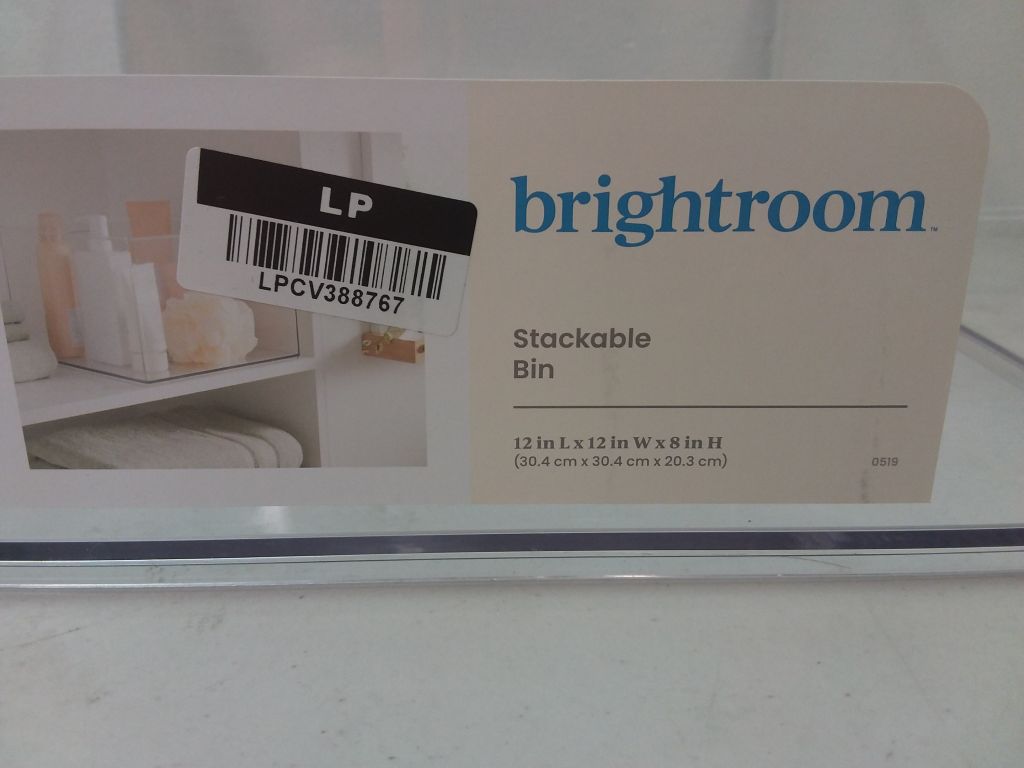 LP
LPCV388767
brightroom™
Stackable
Bin
12 in L x 12 in W x 8 in H
(30.4 cm x 30.4 cm x 20.3 cm)
0519